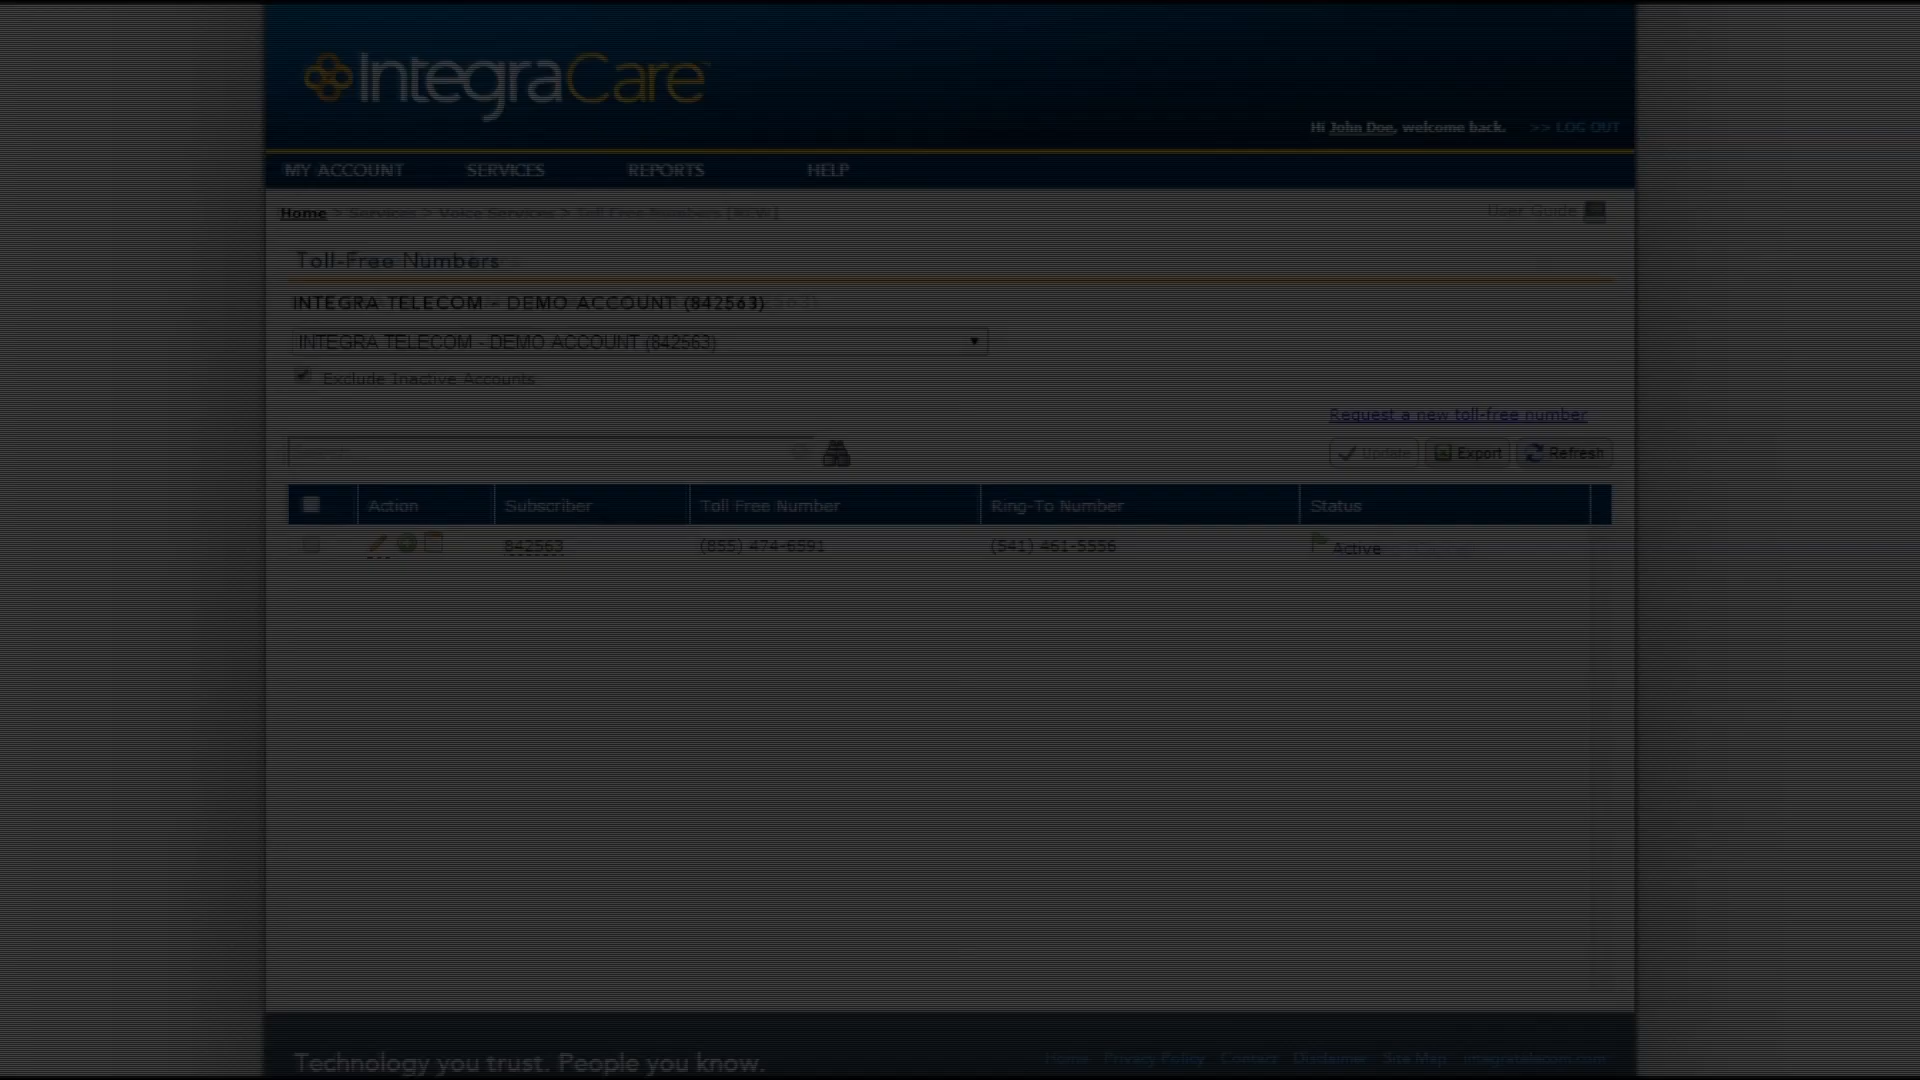 IntegraCare
Hi John Doe, welcome back. >> LOG OUT
MY ACCOUNT SERVICES REPORTS HELP
Home > Services > Voice Services > Toll Free Numbers [NEW]
User Guide
Toll-Free Numbers
INTEGRA TELECOM - DEMO ACCOUNT (842563)
INTEGRA TELECOM - DEMO ACCOUNT (842563)
Exclude Inactive Accounts
Request a new toll-free number
Search
Update Export Refresh
Action Subscriber Toll Free Number Ring-To Number Status
842563 (855) 474-6591 (541) 461-5556 Active
Technology you trust. People you know.
Home Privacy Policy Contact Disclaimer Site Map integratelecom.com